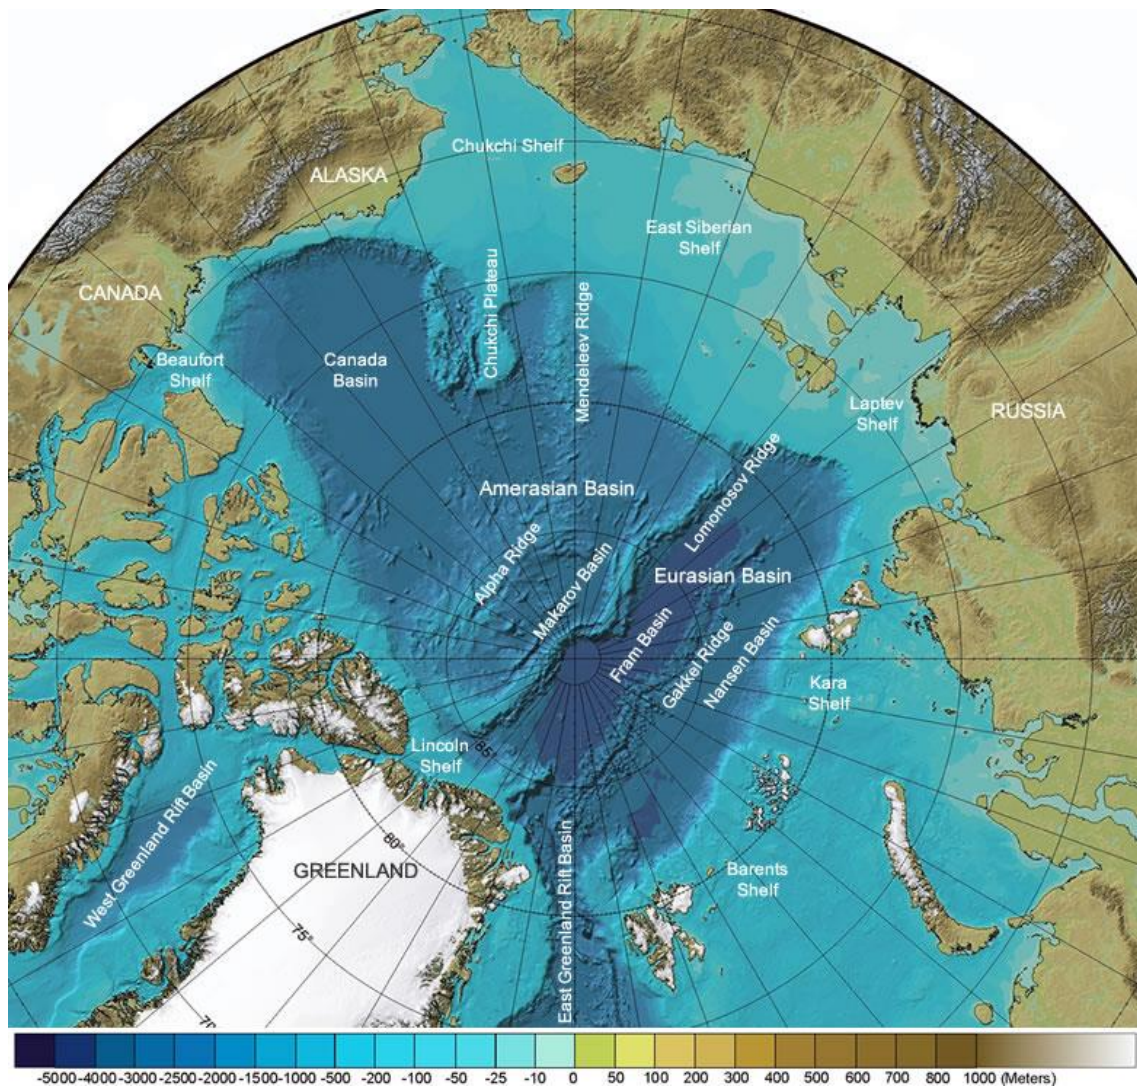 Chukchi Shelf
ALASKA
East Siberian
Shelf
CANADA
Chukchi Plateau
Mendeleev Ridge
Beaufort
Shelf
Canada
Basin
Laptev
Shelf
RUSSIA
Amerasian Basin
Lomonosov Ridge
Alpha Ridge
Makarov Basin
Eurasian Basin
Fram Basin
Gakkel Ridge
Nansen Basin
Kara
Shelf
Lincoln
Shelf
85°
West Greenland Rift Basin
80°
GREENLAND
East Greenland Rift Basin
Barents
Shelf
75°
-5000 -4000 -3000 -2500 -2000 -1500 -1000 -500 -200 -100 -50 -25 -10 0 50 100 200 300 400 600 700 800 1000 (Meters)